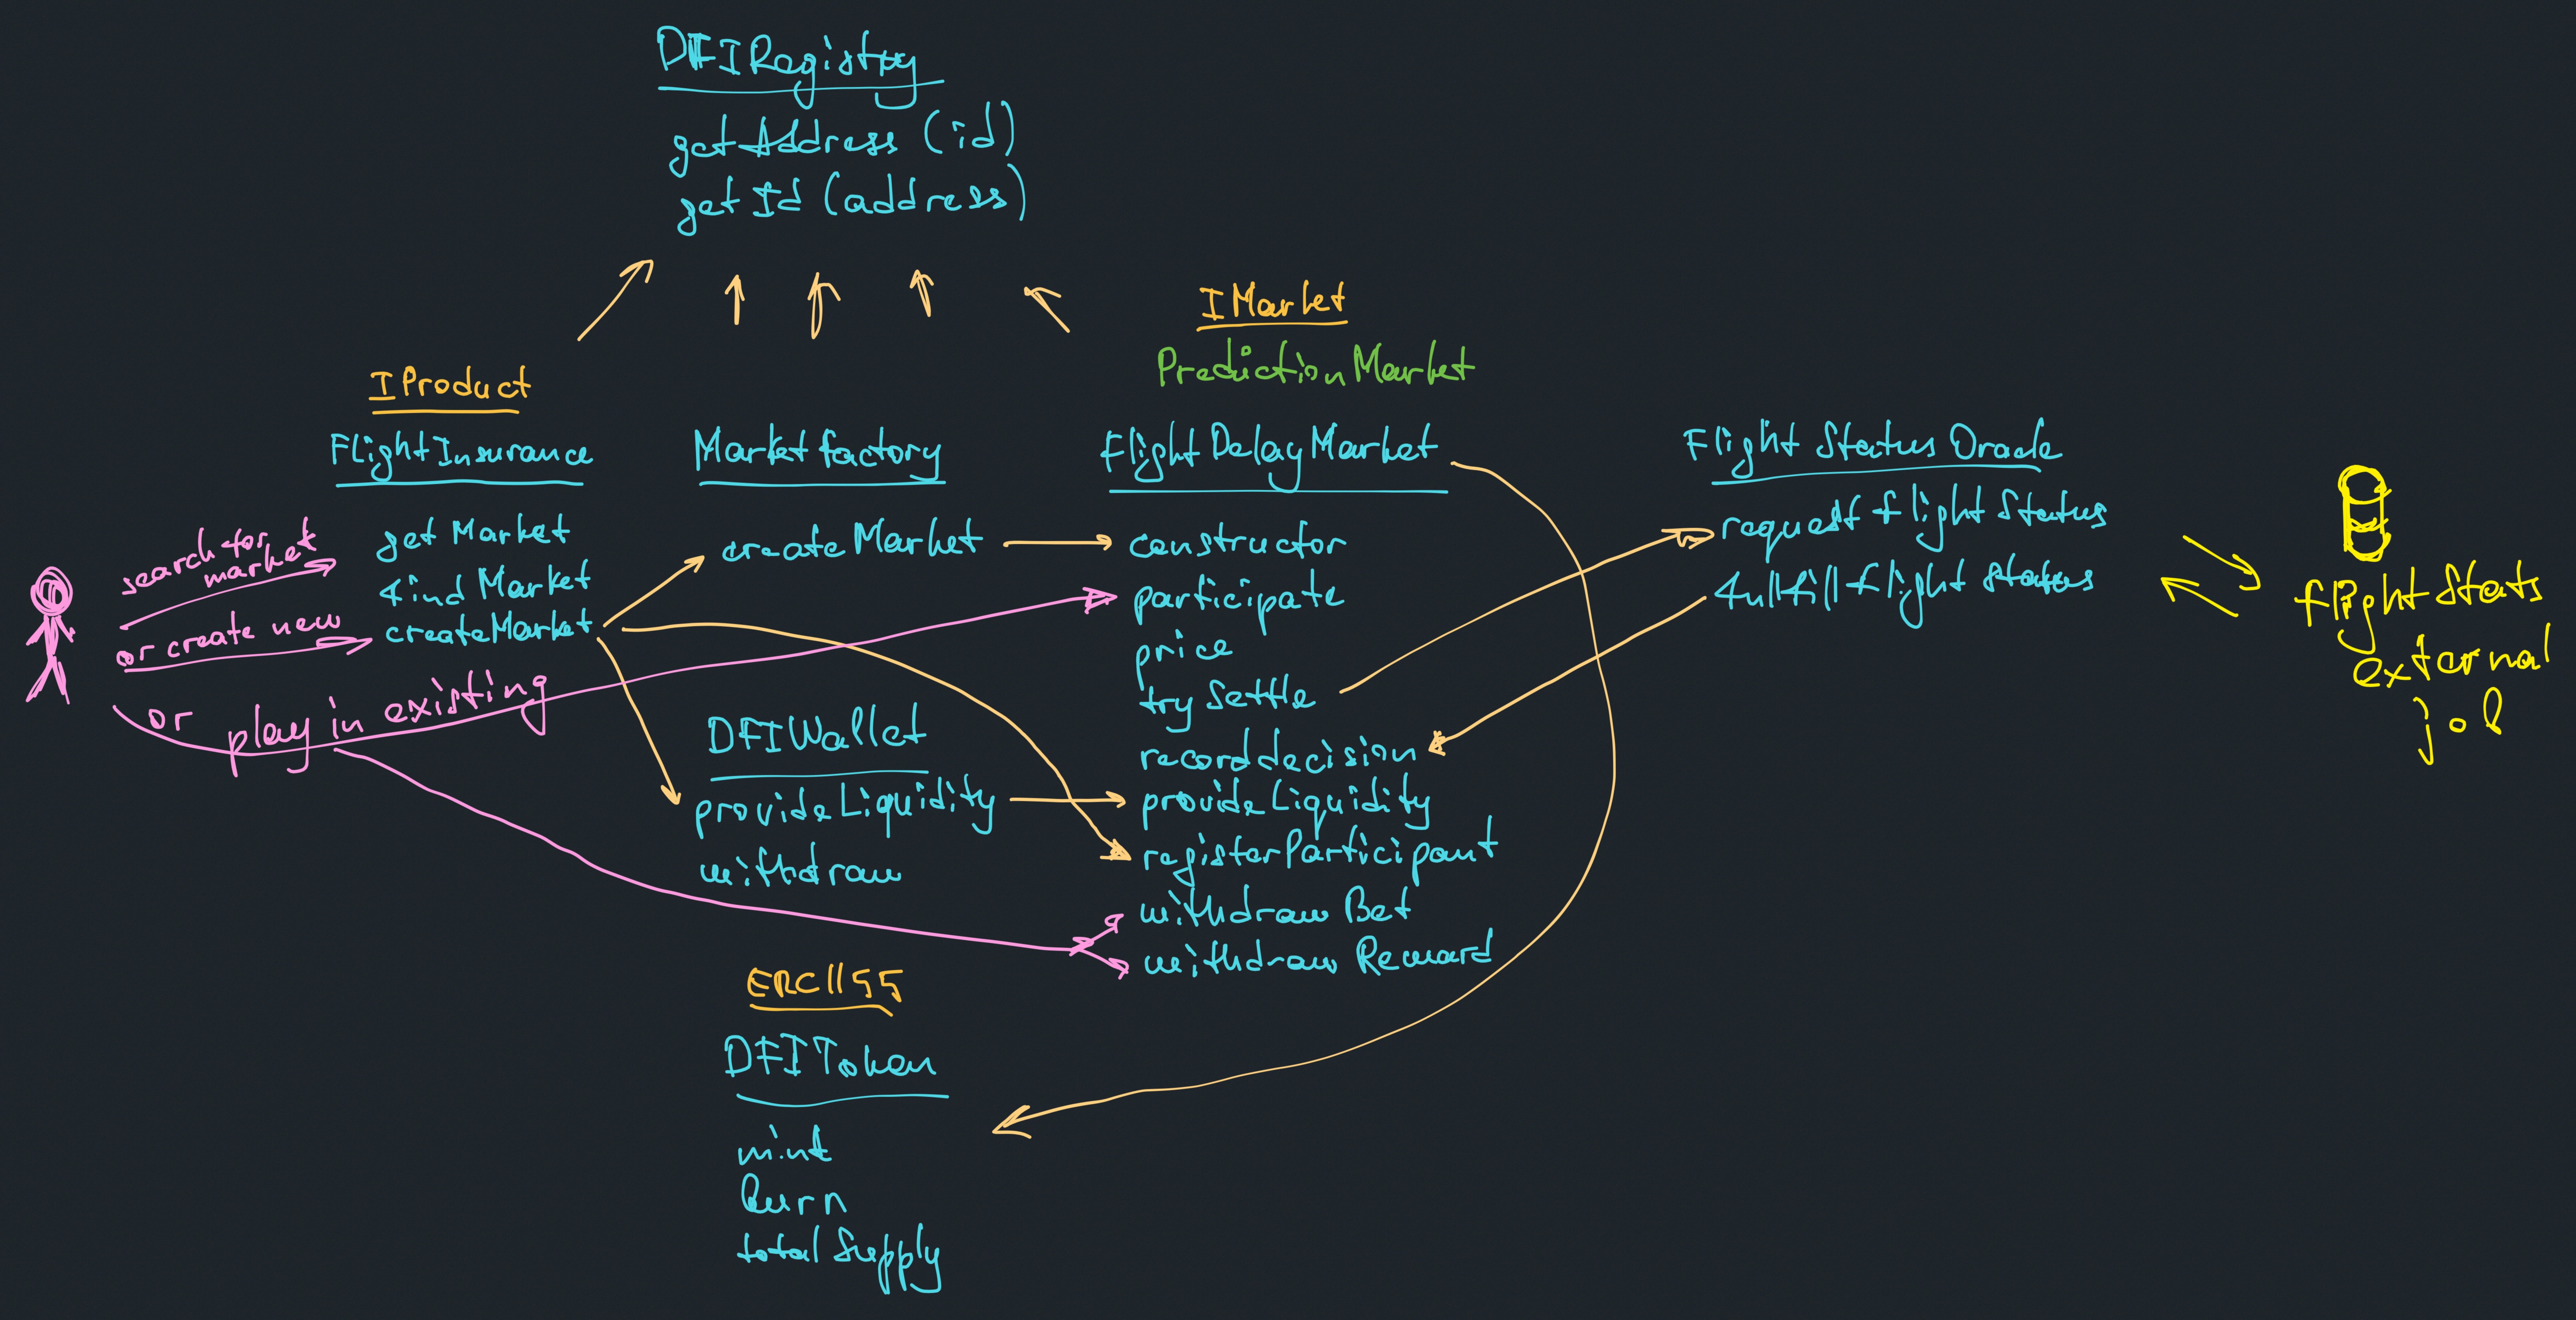 DFIRegistry
getAddress (id)
getId (address)
IProduct
FlightInsurance
getMarket
findMarket
createMarket
search for
market
or create new
or play in existing
MarketFactory
createMarket
DFIWallet
provideLiquidity
withdraw
ERC1155
DFIToken
mint
burn
totalSupply
IMarket
PredictionMarket
FlightDelayMarket
constructor
participate
price
trySettle
recorddecision
provideLiquidity
registerParticipant
withdrawBet
withdrawReward
FlightStatusOracle
requestFlightStatus
fullfillFlightStatus
flightStats
external
job